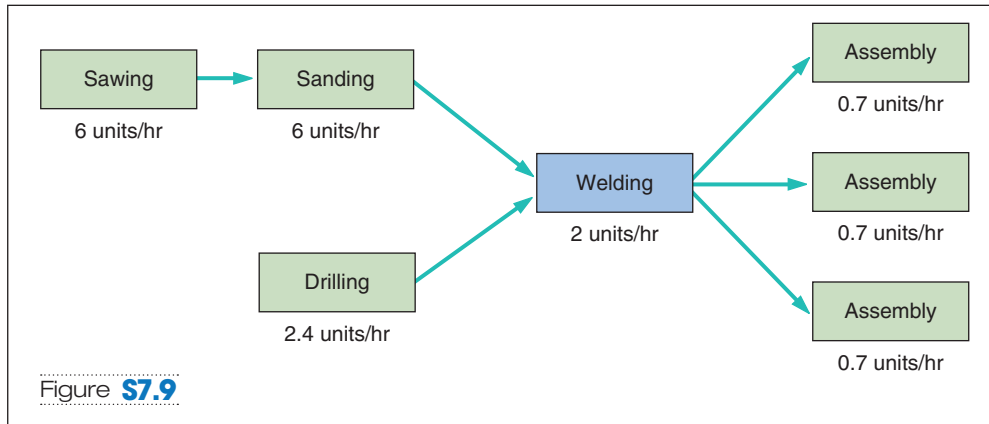 Sawing
6 units/hr
Sanding
6 units/hr
Drilling
2.4 units/hr
Welding
2 units/hr
Assembly
0.7 units/hr
Assembly
0.7 units/hr
Assembly
0.7 units/hr
Figure S7.9